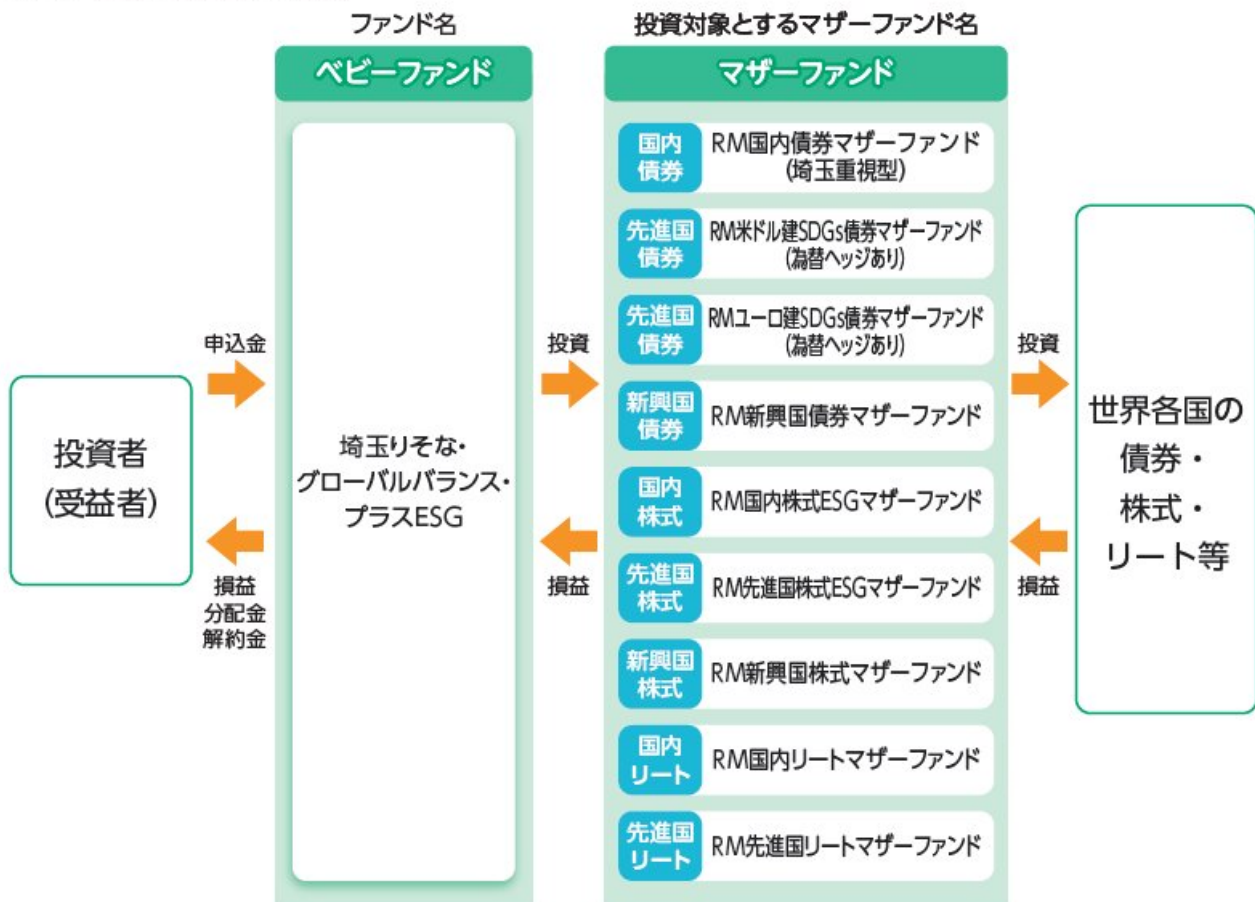 ファンド名
投資対象とするマザーファンド名
ベビーファンド
マザーファンド
投資者
(受益者)
申込金
損益
分配金
解約金
埼玉りそな・
グローバルバランス・
プラスESG
投資
損益
国内
債券
RM国内債券マザーファンド
(埼玉重視型)
先進国
債券
RM米ドル建SDGs債券マザーファンド
(為替ヘッジあり)
先進国
債券
RMユーロ建SDGs債券マザーファンド
(為替ヘッジあり)
新興国
債券
RM新興国債券マザーファンド
国内
株式
RM国内株式ESGマザーファンド
先進国
株式
RM先進国株式ESGマザーファンド
新興国
株式
RM新興国株式マザーファンド
国内
リート
RM国内リートマザーファンド
先進国
リート
RM先進国リートマザーファンド
投資
損益
世界各国の
債券・
株式・
リート等